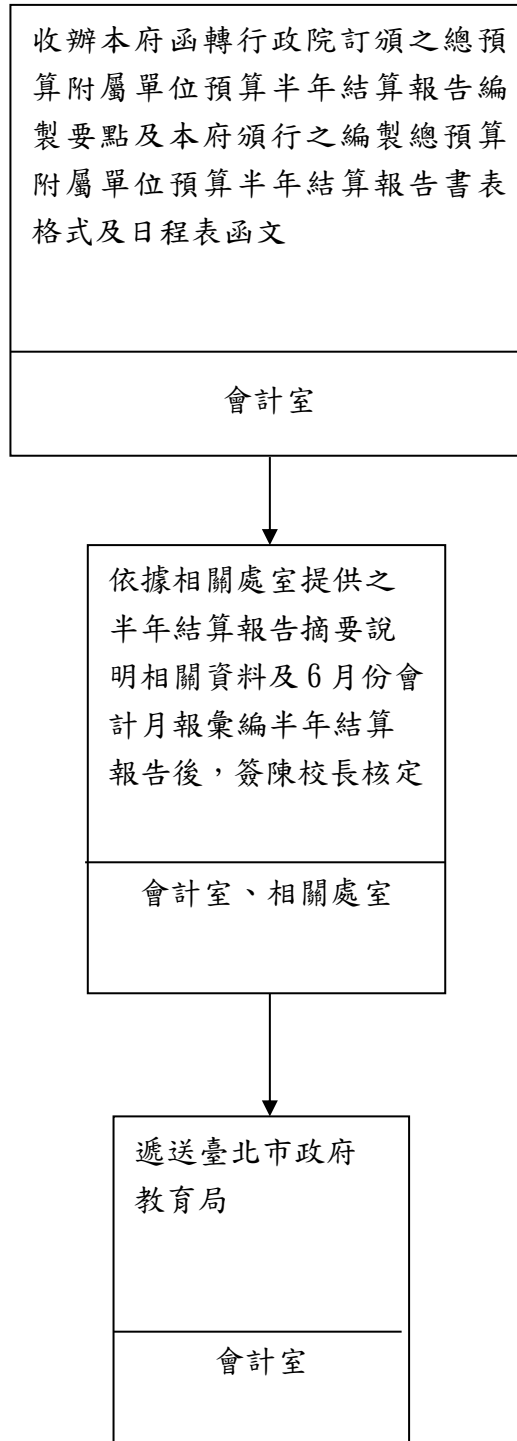 收辦本府函轉行政院訂頒之總預
算附屬單位預算半年結算報告編
製要點及本府頒行之編製總預算
附屬單位預算半年結算報告書表
格式及日程表函文
會計室
依據相關處室提供之
半年結算報告摘要說
明相關資料及6月份會
計月報彙編半年結算
報告後，簽陳校長核定
會計室、相關處室
遞送臺北市政府
教育局
會計室